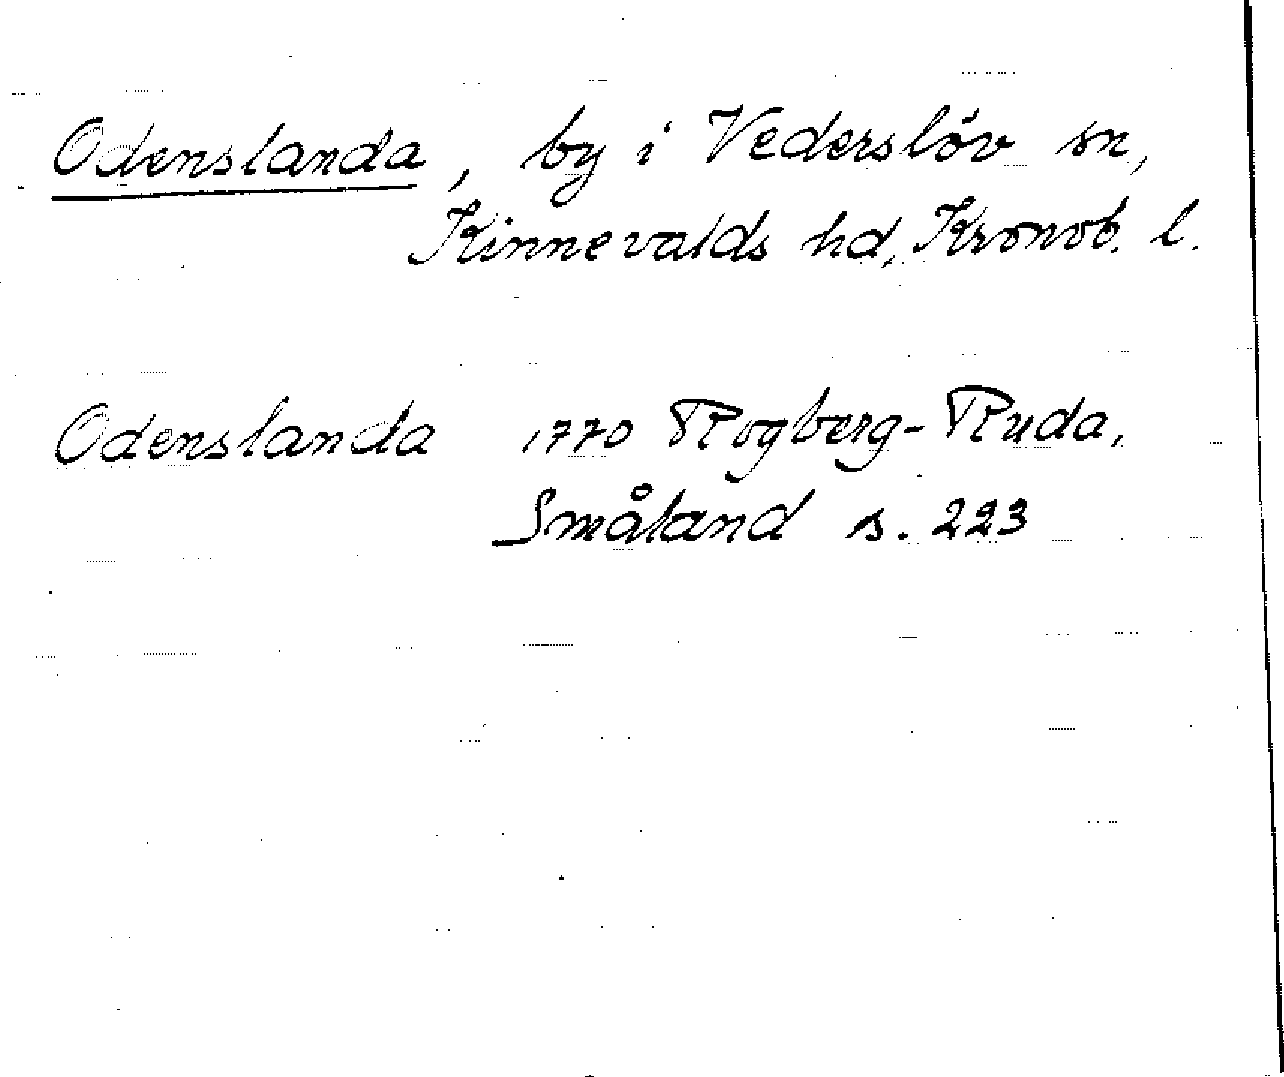 Odenslanda, by i Vederslöv sn,
Kinnevalds hd, Kronob. l.
Odenslanda 1770 Rogberg-Ruda,
Småland s. 223